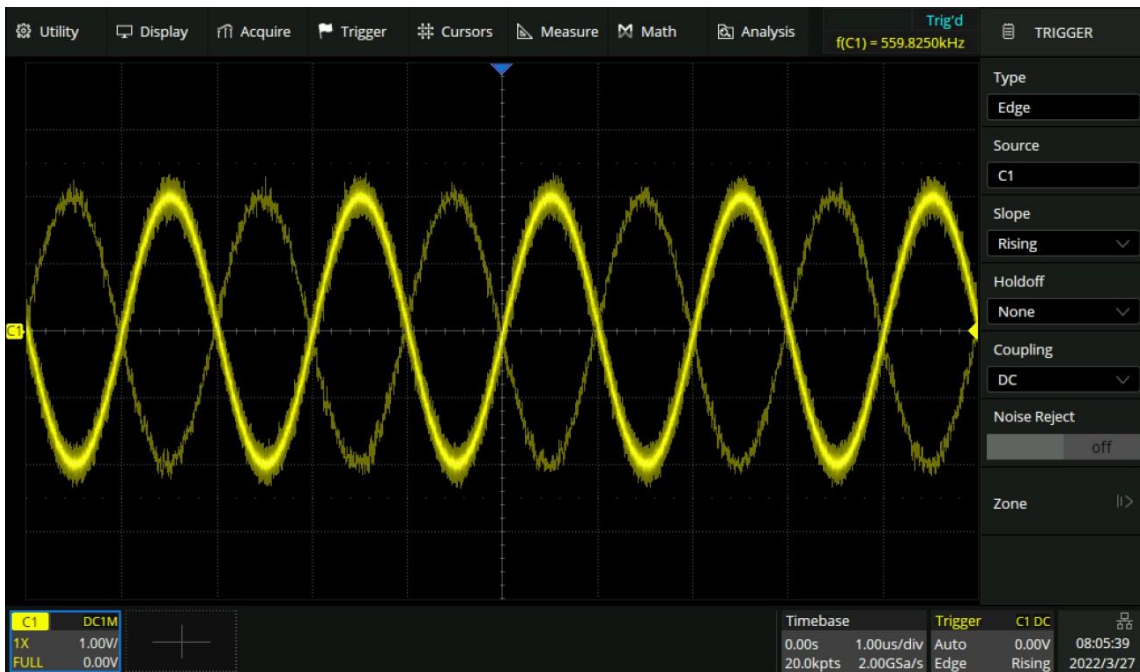 Utility Display Acquire Trigger Cursors Measure Math Analysis
Trig'd
f(C1) = 559.8250kHz
TRIGGER
Type
Edge
Source
C1
Slope
Rising
Holdoff
None
Coupling
DC
Noise Reject
off
Zone
C1
C1 DC1M
1X 1.00V/
FULL 0.00V
Timebase
0.00s 1.00us/div
20.0kpts 2.00GSa/s
Trigger C1 DC
Auto 0.00V
Edge Rising
08:05:39
2022/3/27